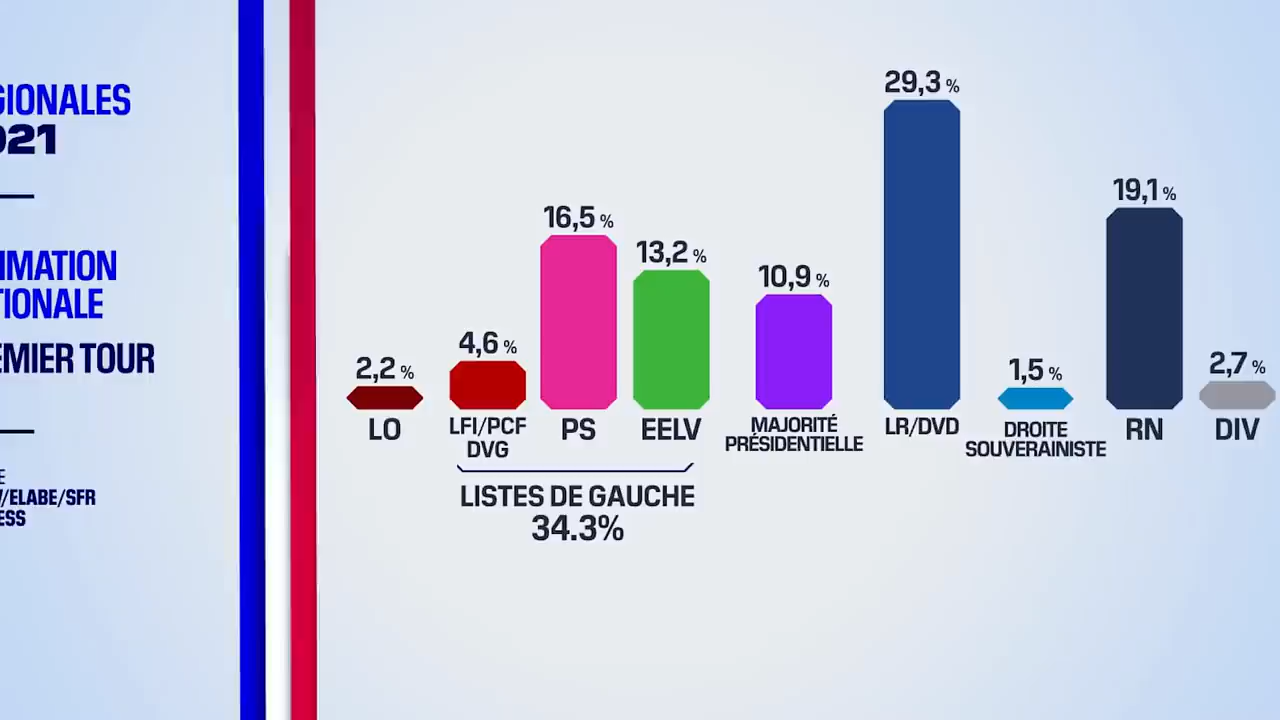 GIONALES
021
IMATION
TIONALE
EMIER TOUR
E
/ELABE/SFR
ESS
2,2 %
LO
4,6 %
LFI/PCF
DVG
16,5 %
PS
13,2 %
EELV
LISTES DE GAUCHE
34.3%
10,9 %
MAJORITÉ
PRÉSIDENTIELLE
29,3 %
LR/DVD
1,5 %
DROITE
SOUVERAINISTE
19,1 %
RN
2,7 %
DIV